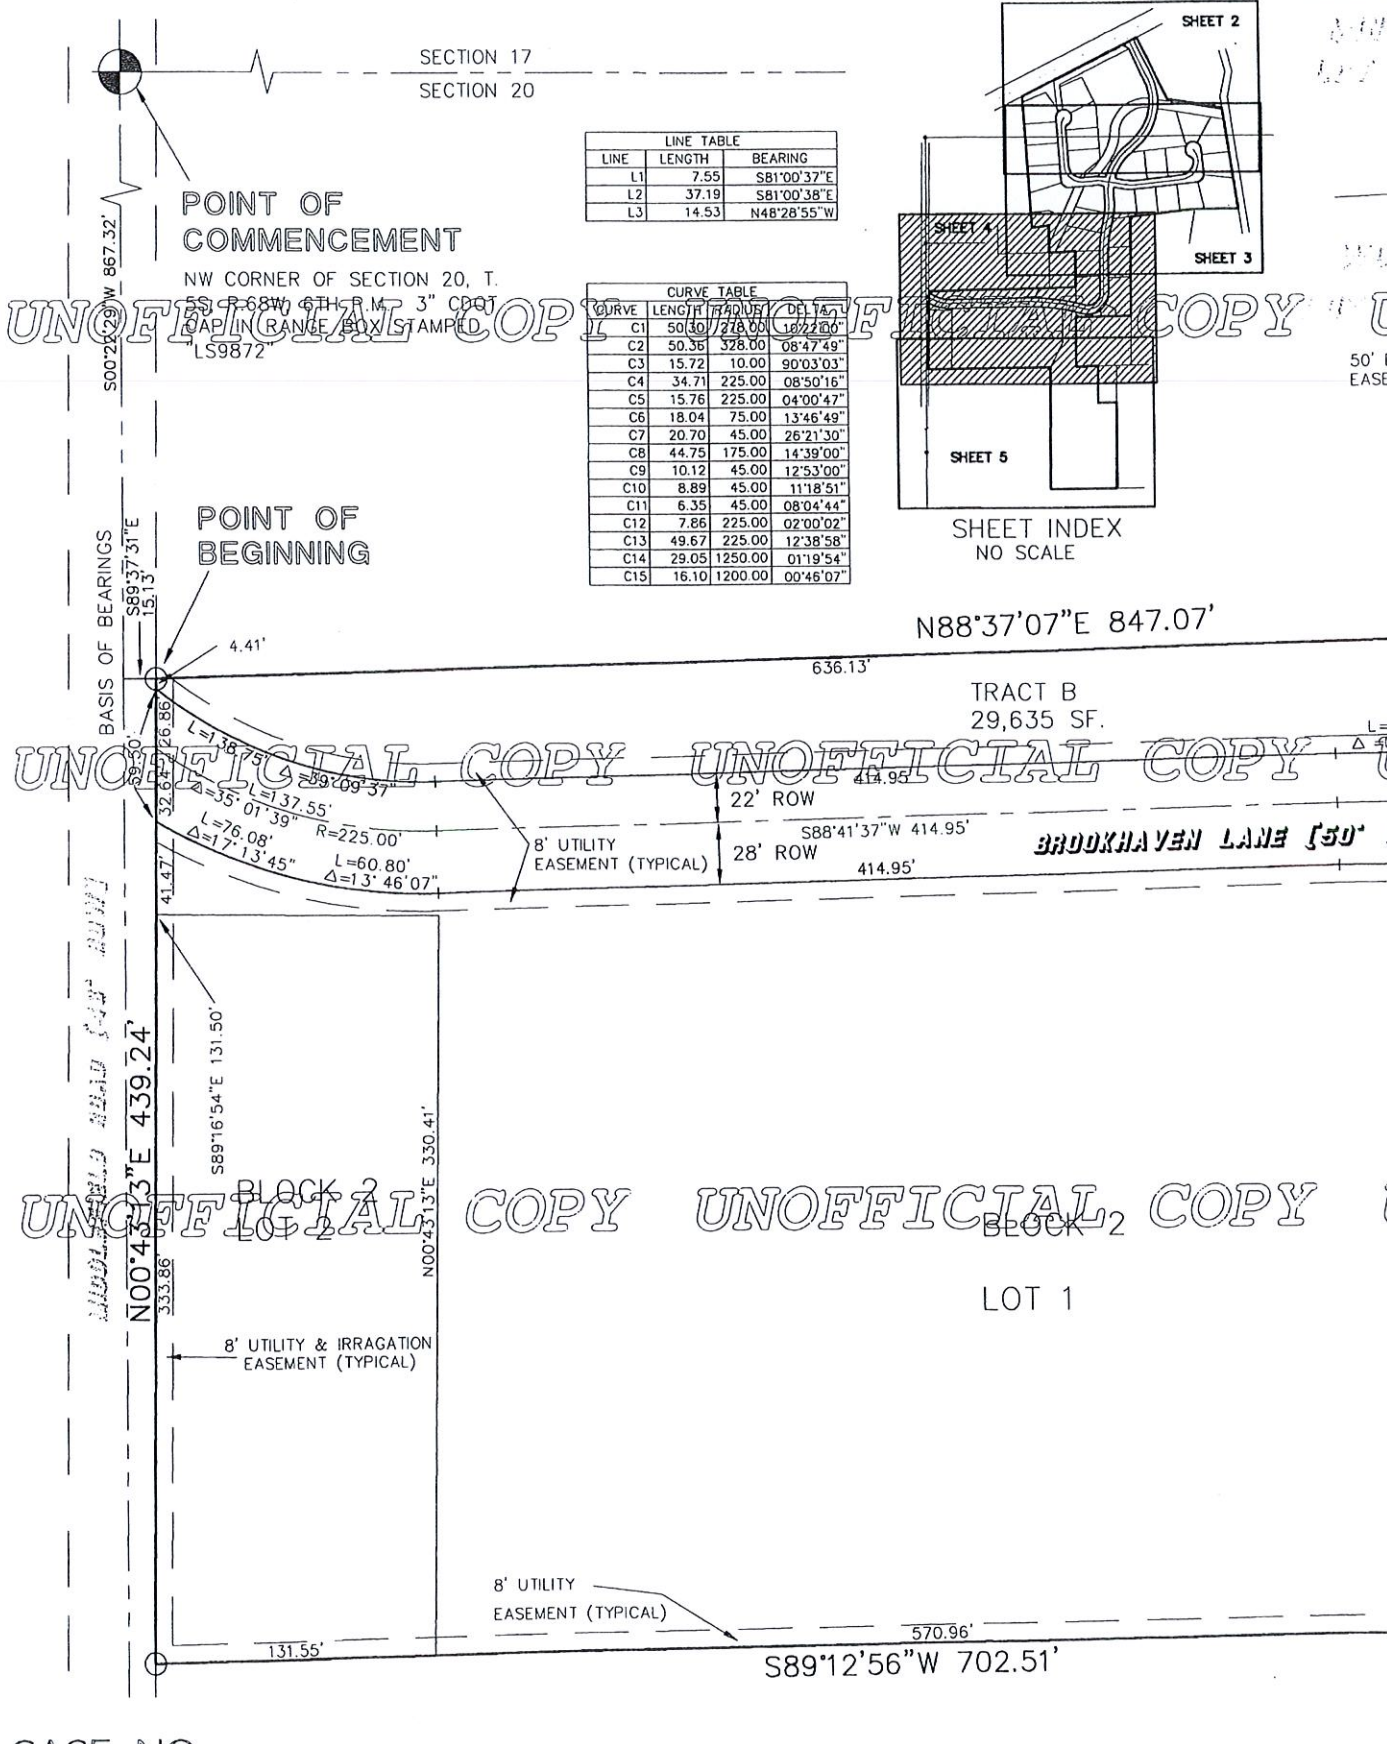 SECTION 17
SECTION 20
SHEET 2
SHEET 3
SHEET 4
SHEET 5
SHEET INDEX
NO SCALE
LINE TABLE
LINE LENGTH BEARING
L1 7.55 S81°00'37"E
L2 37.19 S81°00'38"E
L3 14.53 N48°28'55"W
POINT OF
COMMENCEMENT
NW CORNER OF SECTION 20, T.
5S, R.68W, 6TH P.M. 3" CDOT
CAP IN RANGE BOX STAMPED
"LS9872"
S00°22'29"W 867.32'
UNOFFICIAL COPY UNOFFICIAL COPY
CURVE TABLE
CURVE LENGTH RADIUS DELTA
C1 50.30 278.00 10°22'00"
C2 50.36 328.00 08°47'49"
C3 15.72 10.00 90°03'03"
C4 34.71 225.00 08°50'16"
C5 15.76 225.00 04°00'47"
C6 18.04 75.00 13°46'49"
C7 20.70 45.00 26°21'30"
C8 44.75 175.00 14°39'00"
C9 10.12 45.00 12°53'00"
C10 8.89 45.00 11°18'51"
C11 6.35 45.00 08°04'44"
C12 7.86 225.00 02°00'02"
C13 49.67 225.00 12°38'58"
C14 29.05 1250.00 01°19'54"
C15 16.10 1200.00 00°46'07"
50'
EASE
POINT OF
BEGINNING
BASIS OF BEARINGS
S89°37'31"E
15.13'
4.41'
N88°37'07"E 847.07'
636.13'
TRACT B
29,635 SF.
26.86'
32.64'
39.50'
41.47'
L=138.75' Δ=39°09'37"
L=137.55'
Δ=35°01'39" R=225.00'
L=76.08'
Δ=17°13'45"
L=60.80'
Δ=13°46'07"
UNOFFICIAL COPY UNOFFICIAL COPY
L=
Δ=
414.95'
22' ROW
S88°41'37"W 414.95'
28' ROW
414.95'
BROOKHAVEN LANE [50'
8' UTILITY
EASEMENT (TYPICAL)
N00°43'13"E 439.24'
333.86'
S89°16'54"E 131.50'
N00°43'13"E 330.41'
BLOCK 2
LOT 2
UNOFFICIAL COPY UNOFFICIAL COPY
BLOCK 2
LOT 1
8' UTILITY & IRRAGATION
EASEMENT (TYPICAL)
8' UTILITY
EASEMENT (TYPICAL)
131.55'
570.96'
S89°12'56"W 702.51'
CASE NO